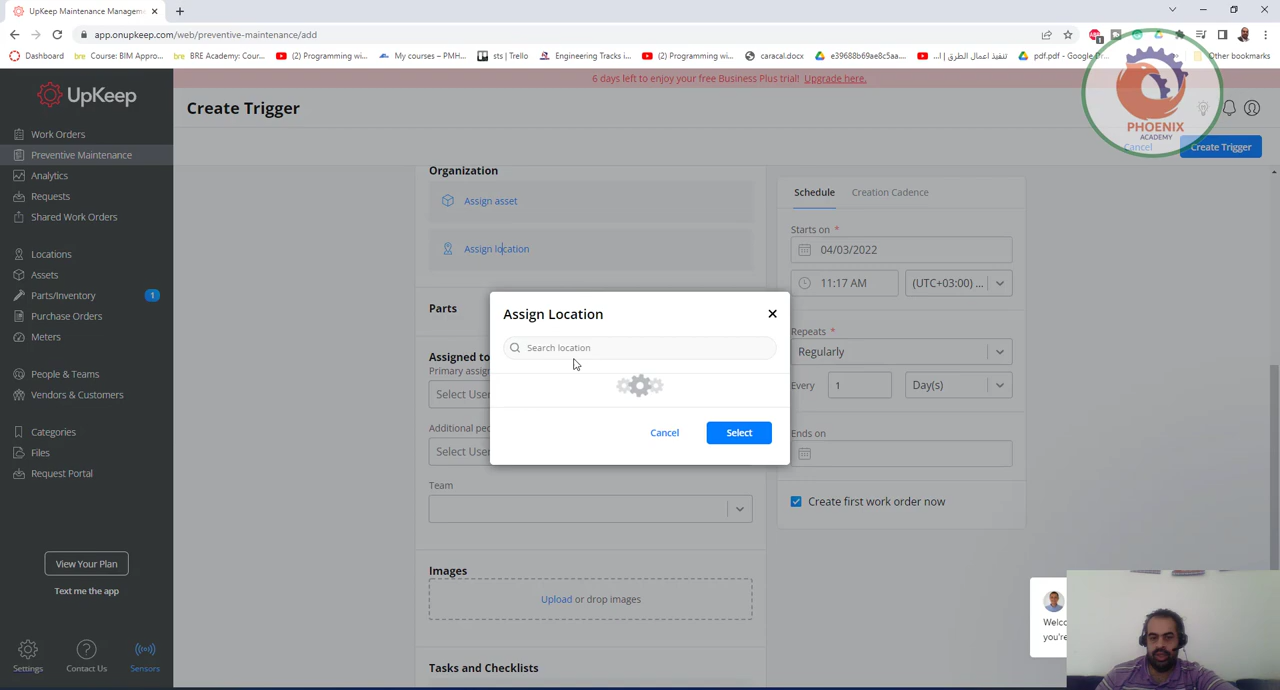 UpKeep Maintenance Managem
app.onupkeep.com/web/preventive-maintenance/add
Dashboard
bre Course: BIM Appro...
bre BRE Academy: Cour...
(2) Programming wi...
My courses – PMH...
sts | Trello
Engineering Tracks i...
(2) Programming wi...
caracal.docx
e39688b69ae8c5aa...
تنفيذ اعمال الطرق | ا...
pdf.pdf - Google Dr...
Other bookmarks
6 days left to enjoy your free Business Plus trial! Upgrade here.
UpKeep
Create Trigger
PHOENIX
ACADEMY
Cancel
Create Trigger
Work Orders
Preventive Maintenance
Analytics
Requests
Shared Work Orders
Locations
Assets
Parts/Inventory 1
Purchase Orders
Meters
People & Teams
Vendors & Customers
Categories
Files
Request Portal
View Your Plan
Text me the app
Settings
Contact Us
Sensors
Organization
Assign asset
Assign location
Parts
Assigned to
Primary assig
Select User
Additional peo
Select User
Team
Images
Upload or drop images
Tasks and Checklists
Assign Location
Search location
Cancel
Select
Schedule
Creation Cadence
Starts on *
04/03/2022
11:17 AM
(UTC+03:00) ...
Repeats *
Regularly
Every
1
Day(s)
Ends on
Create first work order now
Welco
you're